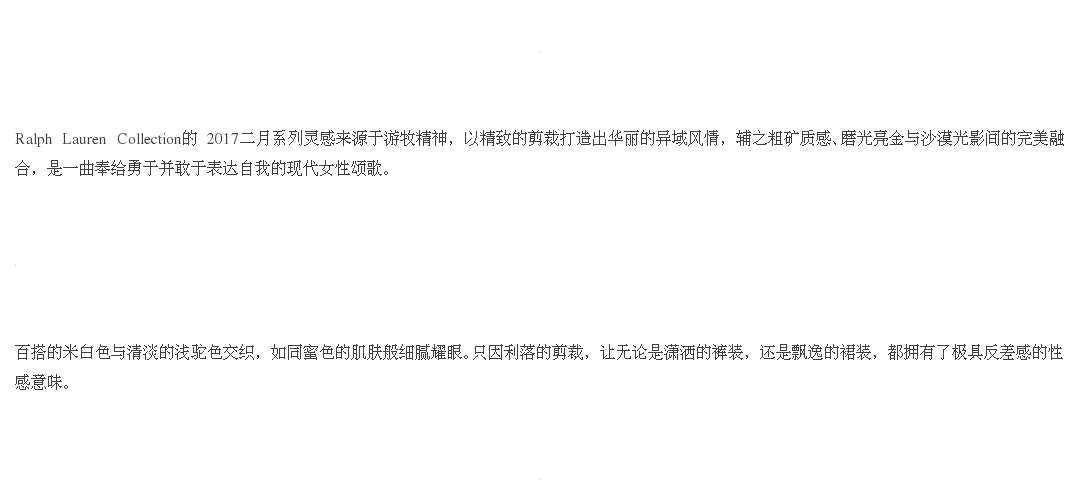 Ralph Lauren Collection的 2017二月系列灵感来源于游牧精神，以精致的剪裁打造出华丽的异域风情，辅之粗矿质感、磨光亮金与沙漠光影间的完美融
合，是一曲奉给勇于并敢于表达自我的现代女性颂歌。
百搭的米白色与清淡的浅驼色交织，如同蜜色的肌肤般细腻耀眼。只因利落的剪裁，让无论是潇洒的裤装，还是飘逸的裙装，都拥有了极具反差感的性
感意味。